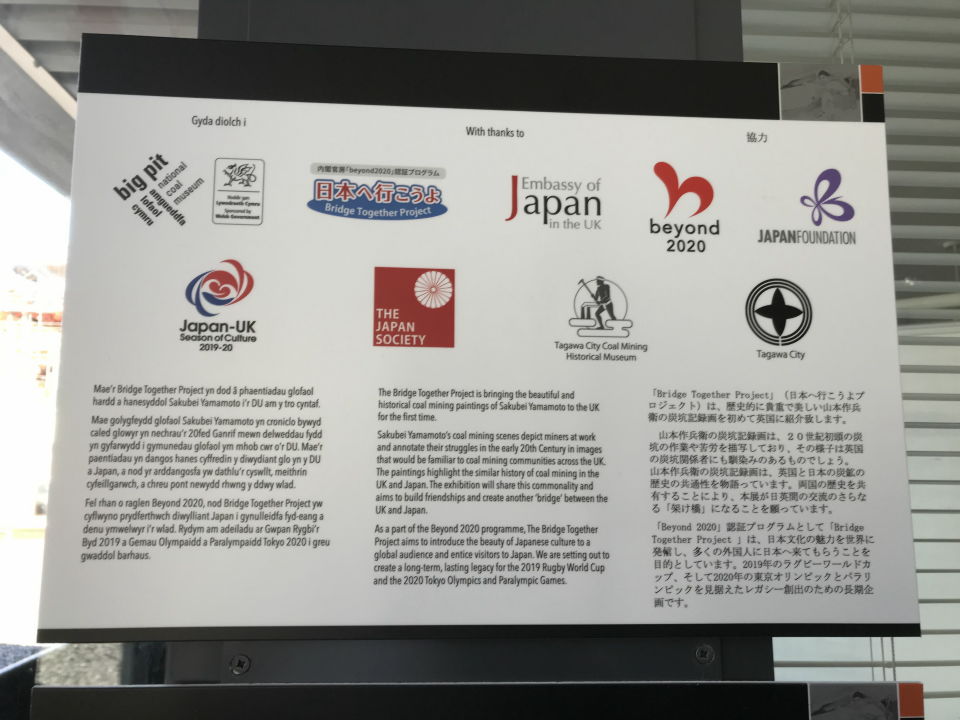 Gyda diolch i
With thanks to
協力
big pit
national
coal
museum
amgueddfa
lofaol
cymru
Noddir gan
Lywodraeth Cymru
Sponsored by
Welsh Government
内閣官房「beyond2020」認証プログラム
日本へ行こうよ
Bridge Together Project
Embassy of
Japan
in the UK
beyond
2020
JAPANFOUNDATION
Japan-UK
Season of Culture
2019-20
THE
JAPAN
SOCIETY
Tagawa City Coal Mining
Historical Museum
Tagawa City
Mae'r Bridge Together Project yn dod â phaentiadau glofaol
hardd a hanesyddol Sakubei Yamamoto i'r DU am y tro cyntaf.
Mae golygfeydd glofaol Sakubei Yamamoto yn croniclo bywyd
caled glowyr yn nechrau'r 20fed Ganrif mewn delweddau fydd
yn gyfarwydd i gymunedau glofaol ym mhob cwr o'r DU. Mae'r
paentiadau yn dangos hanes cyffredin y diwydiant glo yn y DU
a Japan, a nod yr arddangosfa yw dathlu'r cyswllt, meithrin
cyfeillgarwch, a chreu pont newydd rhwng y ddwy wlad.
Fel rhan o raglen Beyond 2020, nod Bridge Together Project yw
cyflwyno prydferthwch diwylliant Japan i gynulleidfa fyd-eang a
denu ymwelwyr i'r wlad. Rydym am adeiladu ar Gwpan Rygbi'r
Byd 2019 a Gemau Olympaidd a Paralympaidd Tokyo 2020 i greu
gwaddol barhaus.
The Bridge Together Project is bringing the beautiful and
historical coal mining paintings of Sakubei Yamamoto to the UK
for the first time.
Sakubei Yamamoto's coal mining scenes depict miners at work
and annotate their struggles in the early 20th Century in images
that would be familiar to coal mining communities across the UK.
The paintings highlight the similar history of coal mining in the
UK and Japan. The exhibition will share this commonality and
aims to build friendships and create another 'bridge' between the
UK and Japan.
As a part of the Beyond 2020 programme, The Bridge Together
Project aims to introduce the beauty of Japanese culture to a
global audience and entice visitors to Japan. We are setting out to
create a long-term, lasting legacy for the 2019 Rugby World Cup
and the 2020 Tokyo Olympics and Paralympic Games.
「Bridge Together Project」(日本へ行こうよプ
ロジェクト)は、歴史的に貴重で美しい山本作兵
衛の炭坑記録画を初めて英国に紹介致します。
山本作兵衛の炭坑記録画は、20世紀初頭の炭
坑の作業や苦労を描写しており、その様子は英国
の炭坑関係者にも馴染みのあるものでしょう。
山本作兵衛の炭坑記録画は、英国と日本の炭鉱の
歴史の共通性を物語っています。両国の歴史を共
有することにより、本展が日英間の交流のさらな
る「架け橋」になることを願っています。
「Beyond 2020」認証プログラムとして「Bridge
Together Project 」は、日本文化の魅力を世界に
発信し、多くの外国人に日本へ来てもらうことを
目的としています。2019年のラグビーワールドカ
ップ、そして2020年の東京オリンピックとパラリ
ンピックを見据えたレガシー創出のための長期企
画です。